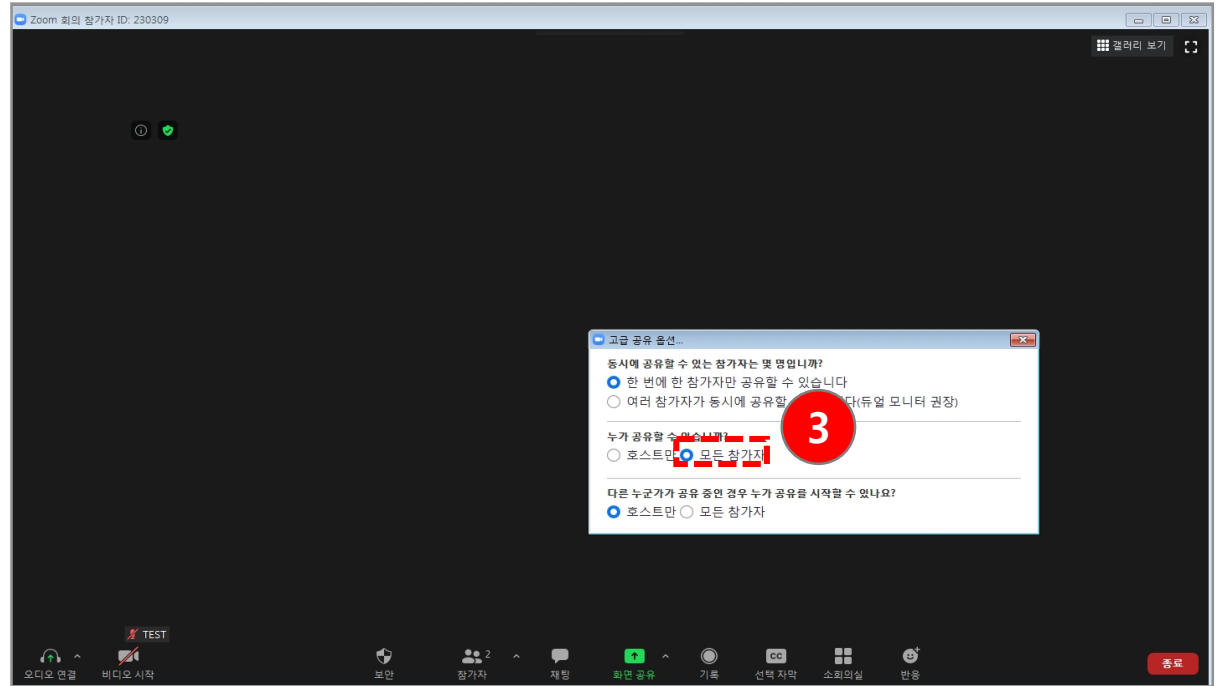 Zoom 회의 참가자 ID: 230309
갤러리 보기
고급 공유 옵션...
동시에 공유할 수 있는 참가자는 몇 명입니까?
한 번에 한 참가자만 공유할 수 있습니다
여러 참가자가 동시에 공유할 다(듀얼 모니터 권장)
3
누가 공유할 수 있습니까?
호스트만 모든 참가자
다른 누군가가 공유 중인 경우 누가 공유를 시작할 수 있나요?
호스트만 모든 참가자
TEST
2
CC
오디오 연결 비디오 시작 보안 참가자 채팅 화면 공유 기록 선택 자막 소회의실 반응 종료